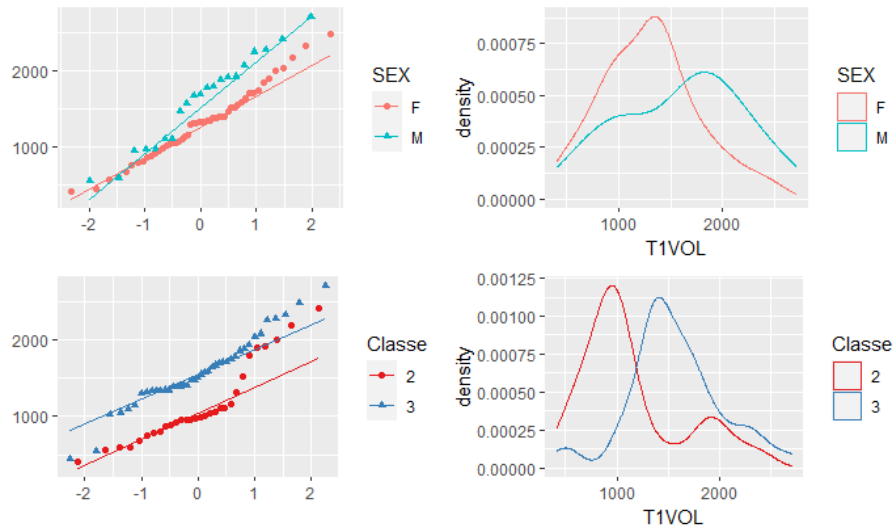 2000
1000
-2 -1 0 1 2
SEX
F
M
density
0.00075
0.00050
0.00025
0.00000
1000 2000
T1VOL
SEX
F
M
2000
1000
-2 -1 0 1 2
Classe
2
3
density
0.00125
0.00100
0.00075
0.00050
0.00025
0.00000
1000 2000
T1VOL
Classe
2
3